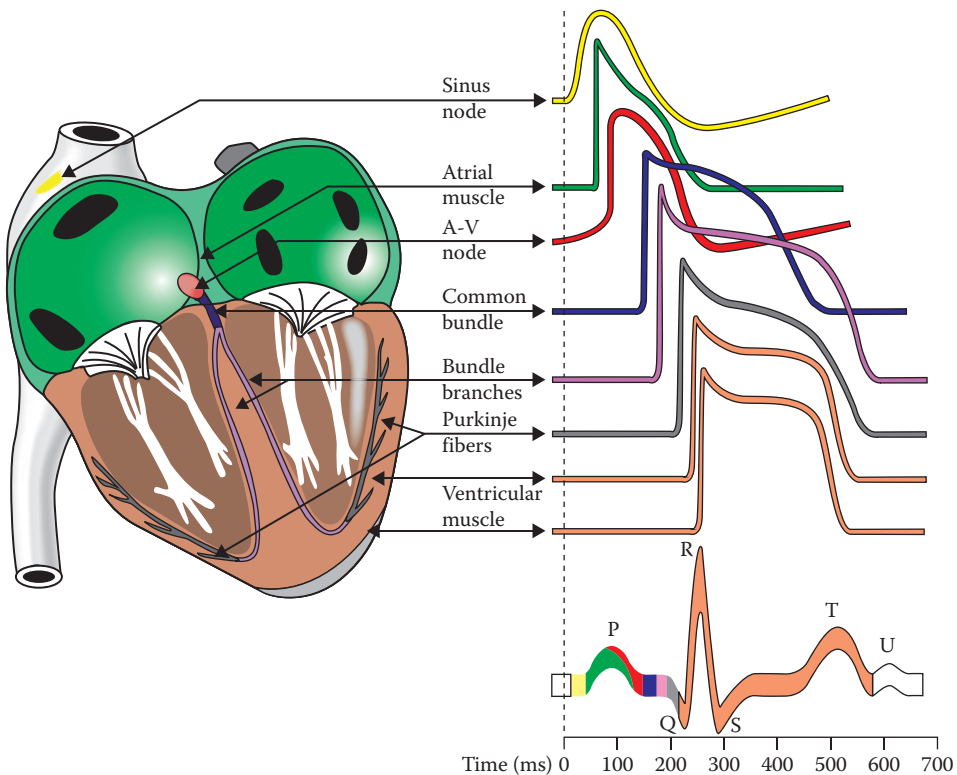 Sinus
node
Atrial
muscle
A-V
node
Common
bundle
Bundle
branches
Purkinje
fibers
Ventricular
muscle
R
P
T
U
Q
S
Time (ms) 0 100 200 300 400 500 600 700